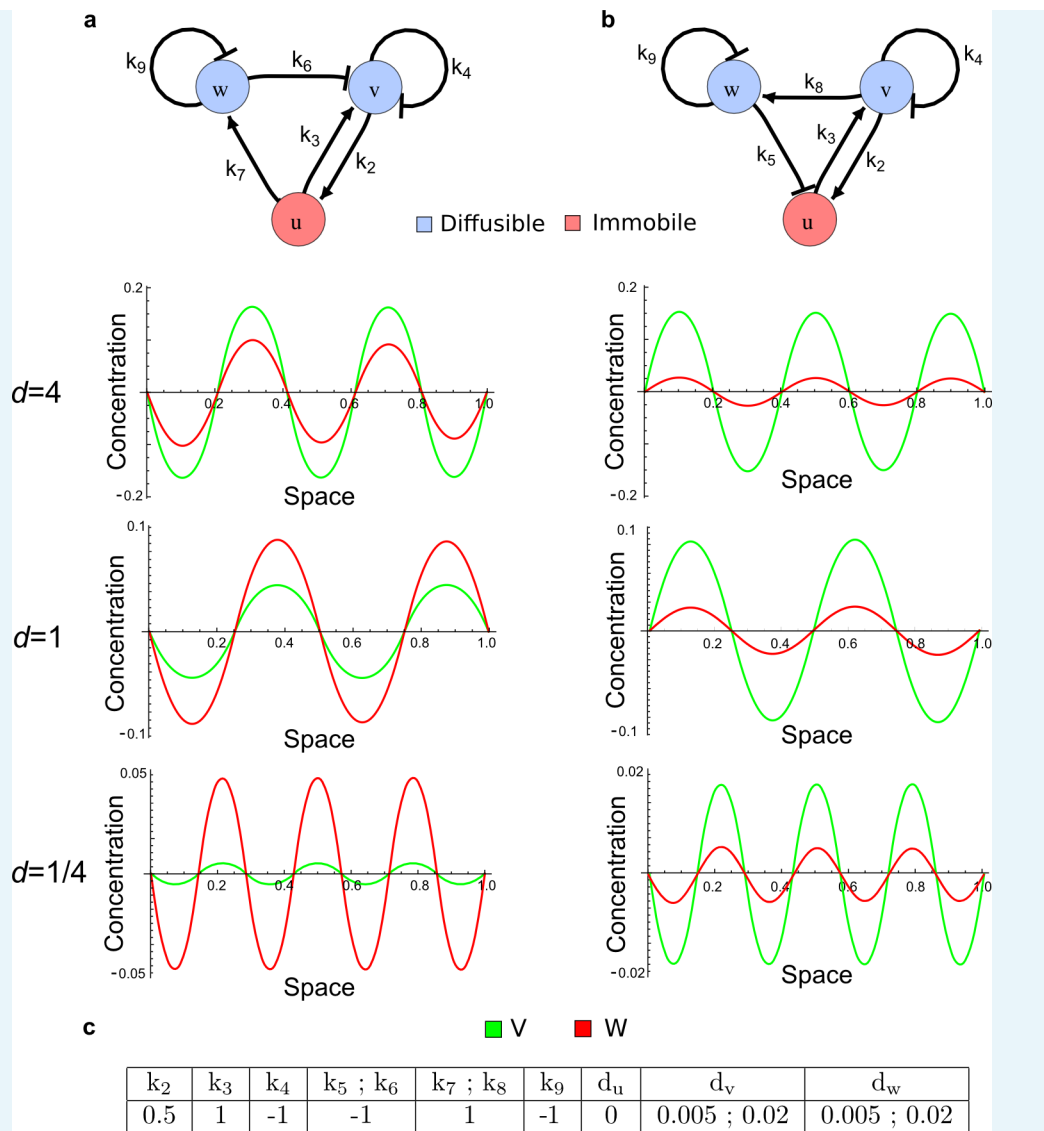 a
b
k9
k6
k4
w
v
k3
k7
k2
u
k9
k8
k4
w
v
k5
k3
k2
u
Diffusible Immobile
d=4
Concentration
0.2
-0.2
0.2 0.4 0.6 0.8 1.0
Space
Concentration
0.2
-0.2
0.2 0.4 0.6 0.8 1.0
Space
d=1
Concentration
0.1
-0.1
0.2 0.4 0.6 0.8 1.0
Space
Concentration
0.1
-0.1
0.2 0.4 0.6 0.8 1.0
Space
d=1/4
Concentration
0.05
-0.05
0.2 0.4 0.6 0.8 1.0
Space
Concentration
0.02
-0.02
0.2 0.4 0.6 0.8 1.0
Space
V W
c
k2 k3 k4 k5 ; k6 k7 ; k8 k9 du dv dw
0.5 1 -1 -1 1 -1 0 0.005 ; 0.02 0.005 ; 0.02